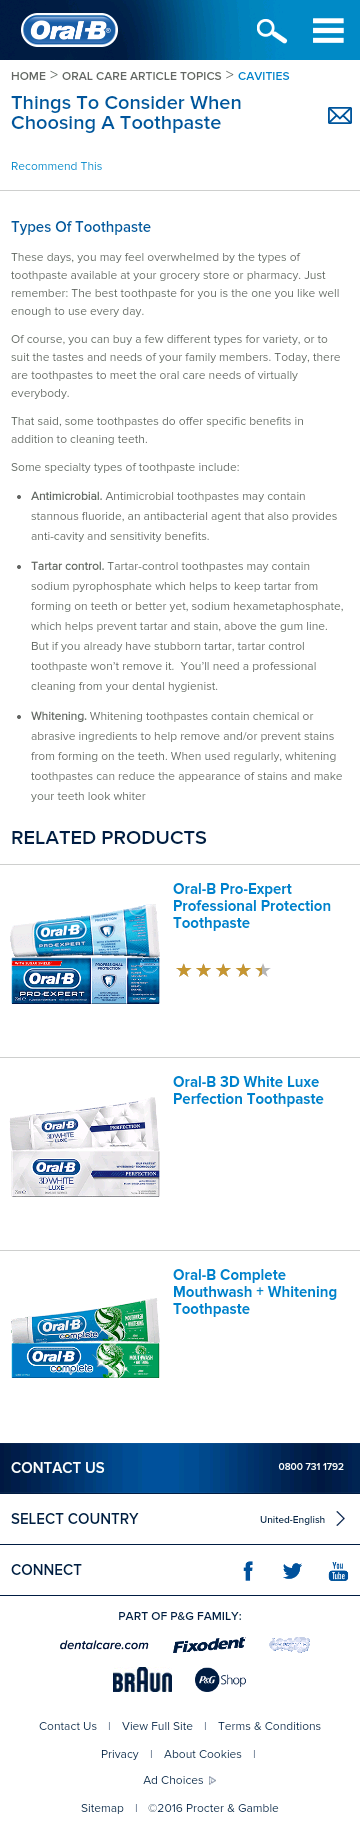 Oral-B
HOME > ORAL CARE ARTICLE TOPICS > CAVITIES
Things To Consider When
Choosing A Toothpaste
Recommend This
Types Of Toothpaste
These days, you may feel overwhelmed by the types of
toothpaste available at your grocery store or pharmacy. Just
remember: The best toothpaste for you is the one you like well
enough to use every day.
Of course, you can buy a few different types for variety, or to
suit the tastes and needs of your family members. Today, there
are toothpastes to meet the oral care needs of virtually
everybody.
That said, some toothpastes do offer specific benefits in
addition to cleaning teeth.
Some specialty types of toothpaste include:
• Antimicrobial. Antimicrobial toothpastes may contain
stannous fluoride, an antibacterial agent that also provides
anti-cavity and sensitivity benefits.
• Tartar control. Tartar-control toothpastes may contain
sodium pyrophosphate which helps to keep tartar from
forming on teeth or better yet, sodium hexametaphosphate,
which helps prevent tartar and stain, above the gum line.
But if you already have stubborn tartar, tartar control
toothpaste won't remove it.  You'll need a professional
cleaning from your dental hygienist.
• Whitening. Whitening toothpastes contain chemical or
abrasive ingredients to help remove and/or prevent stains
from forming on the teeth. When used regularly, whitening
toothpastes can reduce the appearance of stains and make
your teeth look whiter
RELATED PRODUCTS
Oral-B Pro-Expert
Professional Protection
Toothpaste
Oral-B
PRO-EXPERT
PROFESSIONAL
PROTECTION
Oral-B
PRO-EXPERT
Oral-B 3D White Luxe
Perfection Toothpaste
Oral-B
3DWHITE
LUXE
PERFECTION
Oral-B
3DWHITE
LUXE
PERFECTION
Oral-B Complete
Mouthwash + Whitening
Toothpaste
Oral-B
complete
Oral-B
complete
CONTACT US
0800 731 1792
SELECT COUNTRY
United-English
CONNECT
You
Tube
PART OF P&G FAMILY:
dentalcare.com
Fixodent
BRAUN
P&G Shop
Contact Us | View Full Site | Terms & Conditions
Privacy | About Cookies |
Ad Choices
Sitemap | ©2016 Procter & Gamble